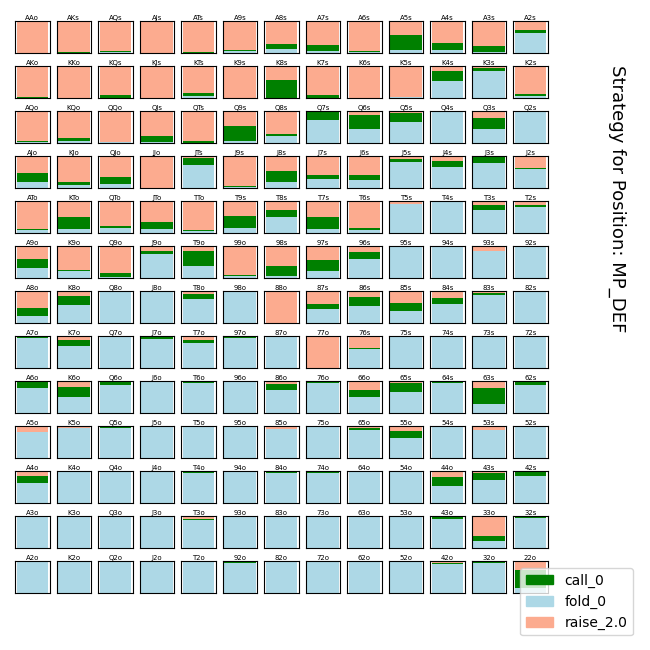 AAo AKs AQs AJs ATs A9s A8s A7s A6s A5s A4s A3s A2s
AKo KKo KQs KJs KTs K9s K8s K7s K6s K5s K4s K3s K2s
AQo KQo QQo QJs QTs Q9s Q8s Q7s Q6s Q5s Q4s Q3s Q2s
AJo KJo QJo JJo JTs J9s J8s J7s J6s J5s J4s J3s J2s
ATo KTo QTo JTo TTo T9s T8s T7s T6s T5s T4s T3s T2s
A9o K9o Q9o J9o T9o 99o 98s 97s 96s 95s 94s 93s 92s
A8o K8o Q8o J8o T8o 98o 88o 87s 86s 85s 84s 83s 82s
A7o K7o Q7o J7o T7o 97o 87o 77o 76s 75s 74s 73s 72s
A6o K6o Q6o J6o T6o 96o 86o 76o 66o 65s 64s 63s 62s
A5o K5o Q5o J5o T5o 95o 85o 75o 65o 55o 54s 53s 52s
A4o K4o Q4o J4o T4o 94o 84o 74o 64o 54o 44o 43s 42s
A3o K3o Q3o J3o T3o 93o 83o 73o 63o 53o 43o 33o 32s
A2o K2o Q2o J2o T2o 92o 82o 72o 62o 52o 42o 32o 22o
Strategy for Position: MP_DEF
call_0
fold_0
raise_2.0